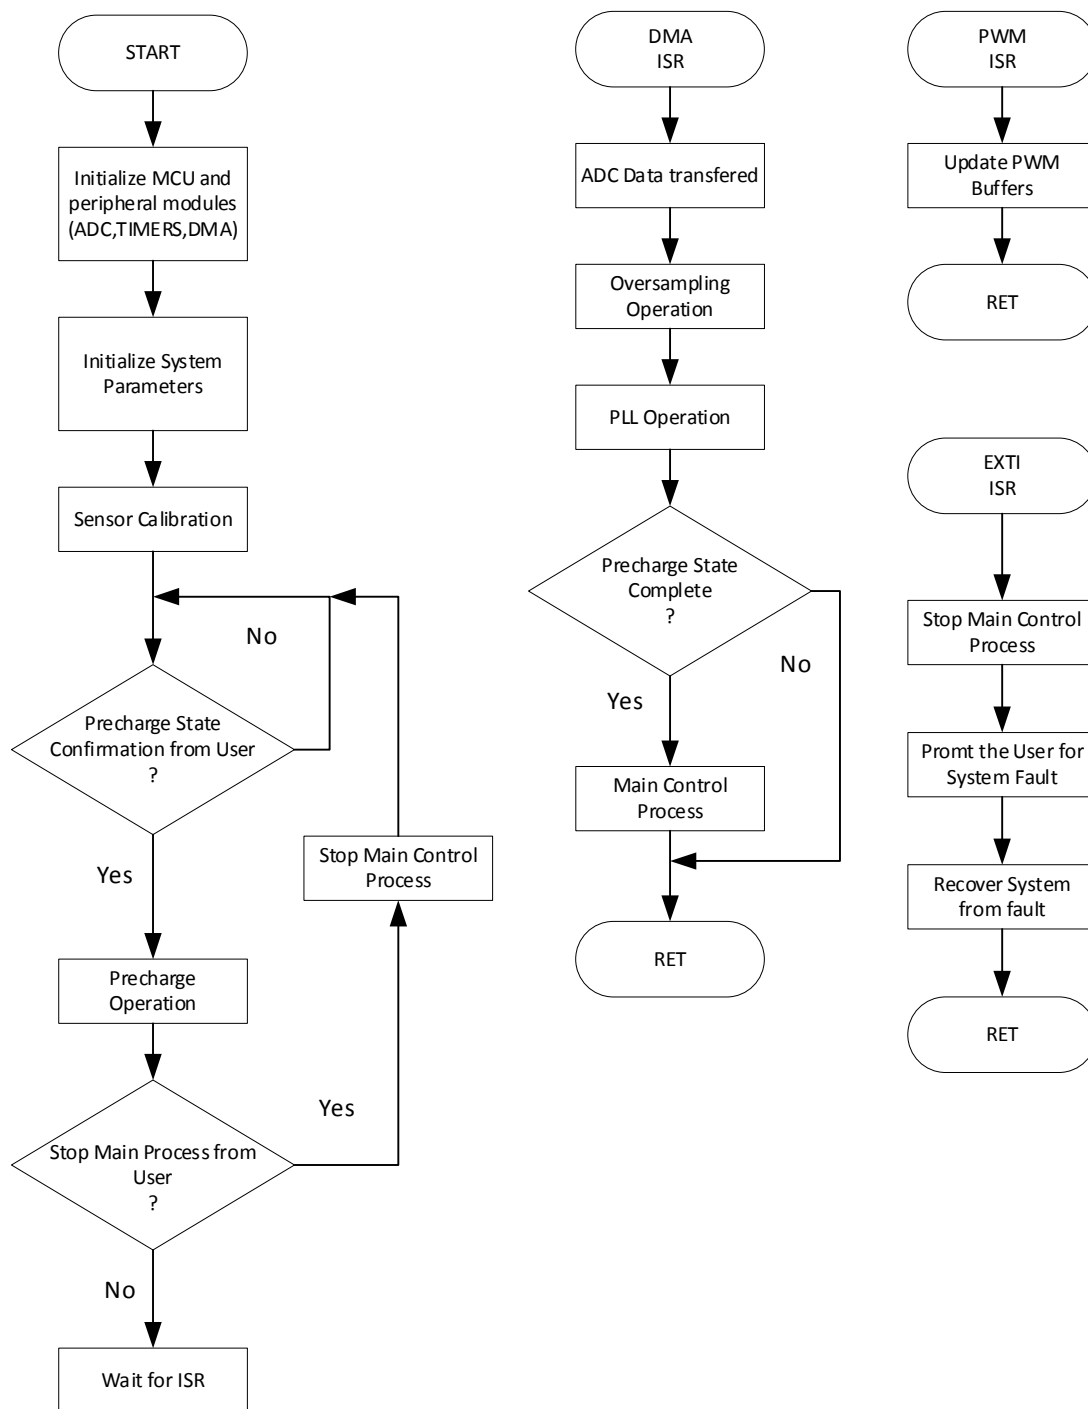 START
Initialize MCU and
peripheral modules
(ADC,TIMERS,DMA)
Initialize System
Parameters
Sensor Calibration
No
Precharge State
Confirmation from User
?
Yes
Stop Main Control
Process
Precharge
Operation
Yes
Stop Main Process from
User
?
No
Wait for ISR
DMA
ISR
ADC Data transfered
Oversampling
Operation
PLL Operation
Precharge State
Complete
?
No
Yes
Main Control
Process
RET
PWM
ISR
Update PWM
Buffers
RET
EXTI
ISR
Stop Main Control
Process
Promt the User for
System Fault
Recover System
from fault
RET